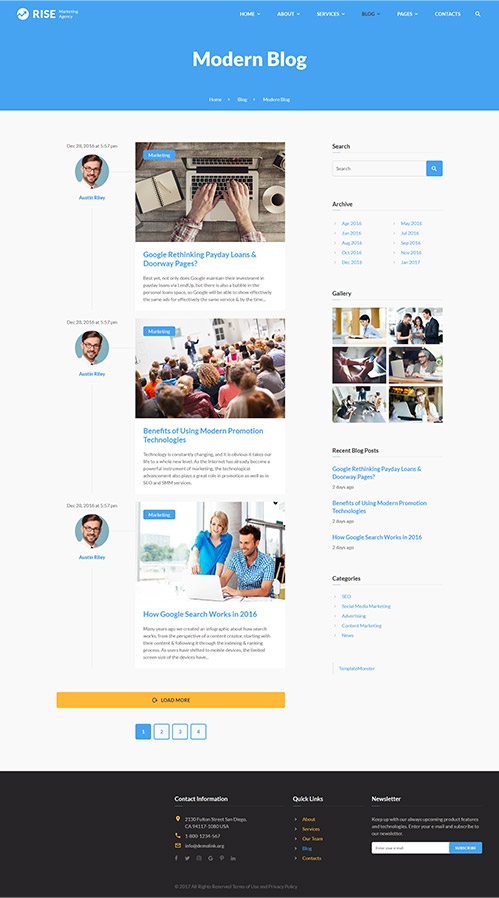 RISE Marketing Agency
HOME ABOUT SERVICES BLOG PAGES CONTACTS
Modern Blog
Home Blog Modern Blog
Dec 20, 2016 at 5:57 pm
Austin Riley
Marketing
Google Rethinking Payday Loans &
Doorway Pages?
Best yet, not only does Google maintain their investment in
payday loans via LendUp, but there is also a bubble in the
personal loans space, so Google will be able to show effectively
the same ads for effectively the same service & by the time...
Dec 20, 2016 at 5:57 pm
Austin Riley
Marketing
Benefits of Using Modern Promotion
Technologies
Technology is constantly changing, and it is obvious it takes our
life to a whole new level. As the Internet has already become a
powerful instrument of marketing, the technological
advancement also plays a great role in promotion as well as in
SEO and SMM services.
Dec 20, 2016 at 5:57 pm
Austin Riley
Marketing
How Google Search Works in 2016
Many years ago we created an infographic about how search
works, from the perspective of a content creator, starting with
their content & following it through the indexing & ranking
process. As users have shifted to mobile devices, the limited
screen size of the devices have...
LOAD MORE
1 2 3 4
Search
Search
Archive
Apr 2016 May 2016
Jun 2016 Jul 2016
Aug 2016 Sep 2016
Oct 2016 Nov 2016
Dec 2016 Jan 2017
Gallery
Recent Blog Posts
Google Rethinking Payday Loans &
Doorway Pages?
2 days ago
Benefits of Using Modern Promotion
Technologies
2 days ago
How Google Search Works in 2016
2 days ago
Categories
SEO
Social Media Marketing
Advertising
Content Marketing
News
TemplateMonster
Contact Information
2130 Fulton Street San Diego,
CA 94117-1080 USA
1-800-1234-567
info@demolink.org
Quick Links
About
Services
Our Team
Blog
Contacts
Newsletter
Keep up with our always upcoming product features
and technologies. Enter your e-mail and subscribe to
our newsletter.
Enter your e-mail SUBSCRIBE
© 2017 All Rights Reserved Terms of Use and Privacy Policy